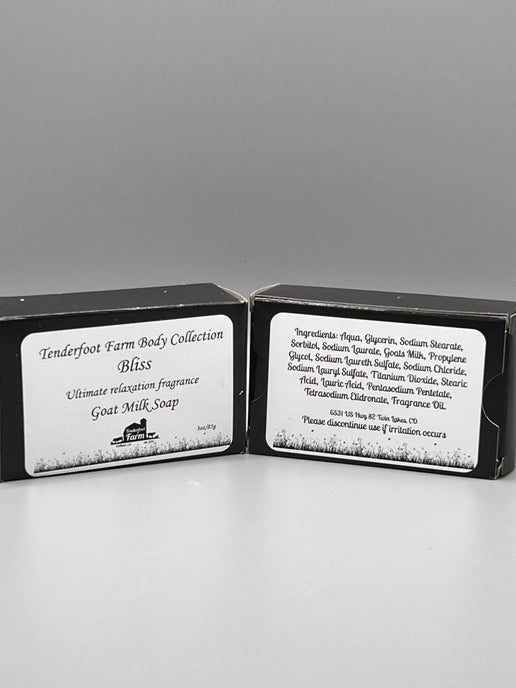 Tenderfoot Farm Body Collection
Bliss
Ultimate relaxation fragrance
Goat Milk Soap
Tenderfoot
Farm
3oz/85g
Ingredients: Aqua, Glycerin, Sodium Stearate,
Sorbitol, Sodium Laurate, Goats Milk, Propylene
Glycol, Sodium Laureth Sulfate, Sodium Chloride,
Sodium Lauryl Sulfate, Titanium Dioxide, Stearic
Acid, Lauric Acid, Pentasodium Pentetate,
Tetrasodium Etidronate, Fragrance Oil.
6531 US Hwy 82 Twin Lakes, CO
Please discontinue use if irritation occurs